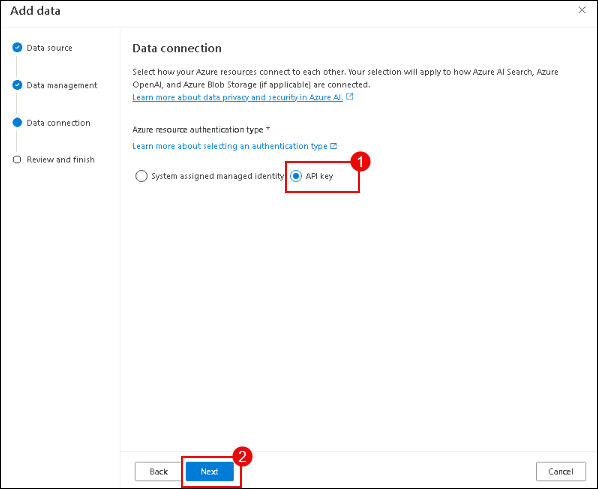 Add data
Data source
Data management
Data connection
Review and finish
Data connection
Select how your Azure resources connect to each other. Your selection will apply to how Azure AI Search, Azure
OpenAI, and Azure Blob Storage (if applicable) are connected.
Learn more about data privacy and security in Azure AI.
Azure resource authentication type *
Learn more about selecting an authentication type
1
System assigned managed identity
API key
2
Back
Next
Cancel